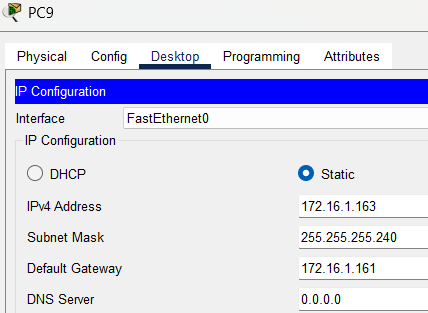 PC9
Physical Config Desktop Programming Attributes
IP Configuration
Interface FastEthernet0
IP Configuration
DHCP Static
IPv4 Address 172.16.1.163
Subnet Mask 255.255.255.240
Default Gateway 172.16.1.161
DNS Server 0.0.0.0